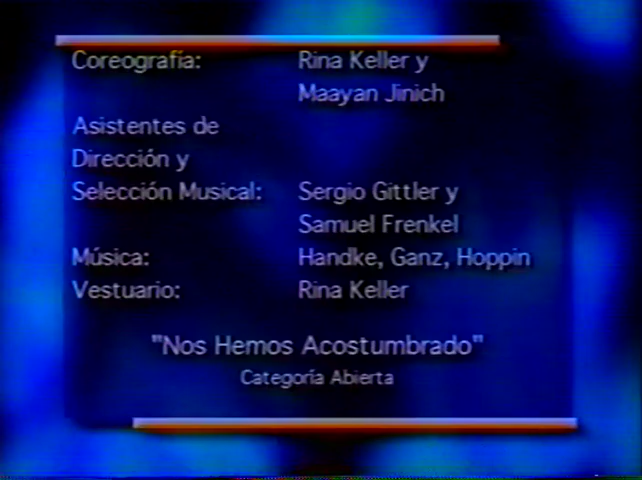 Coreografía: Rina Keller y
Maayan Jinich
Asistentes de
Dirección y
Selección Musical: Sergio Gittler y
Samuel Frenkel
Música: Handke, Ganz, Hoppin
Vestuario: Rina Keller
"Nos Hemos Acostumbrado"
Categoría Abierta